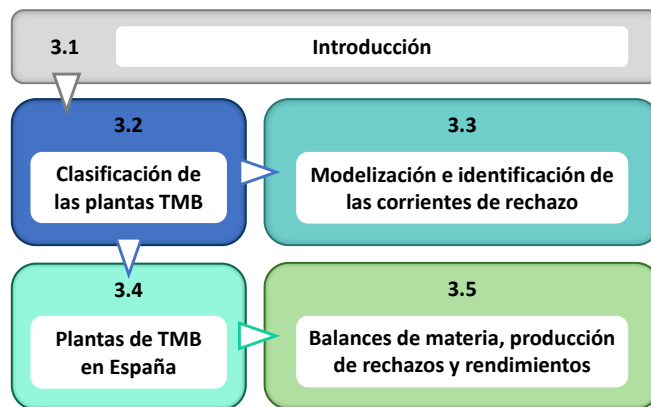 3.1
Introducción
3.2
Clasificación de
las plantas TMB
3.3
Modelización e identificación de
las corrientes de rechazo
3.4
Plantas de TMB
en España
3.5
Balances de materia, producción
de rechazos y rendimientos